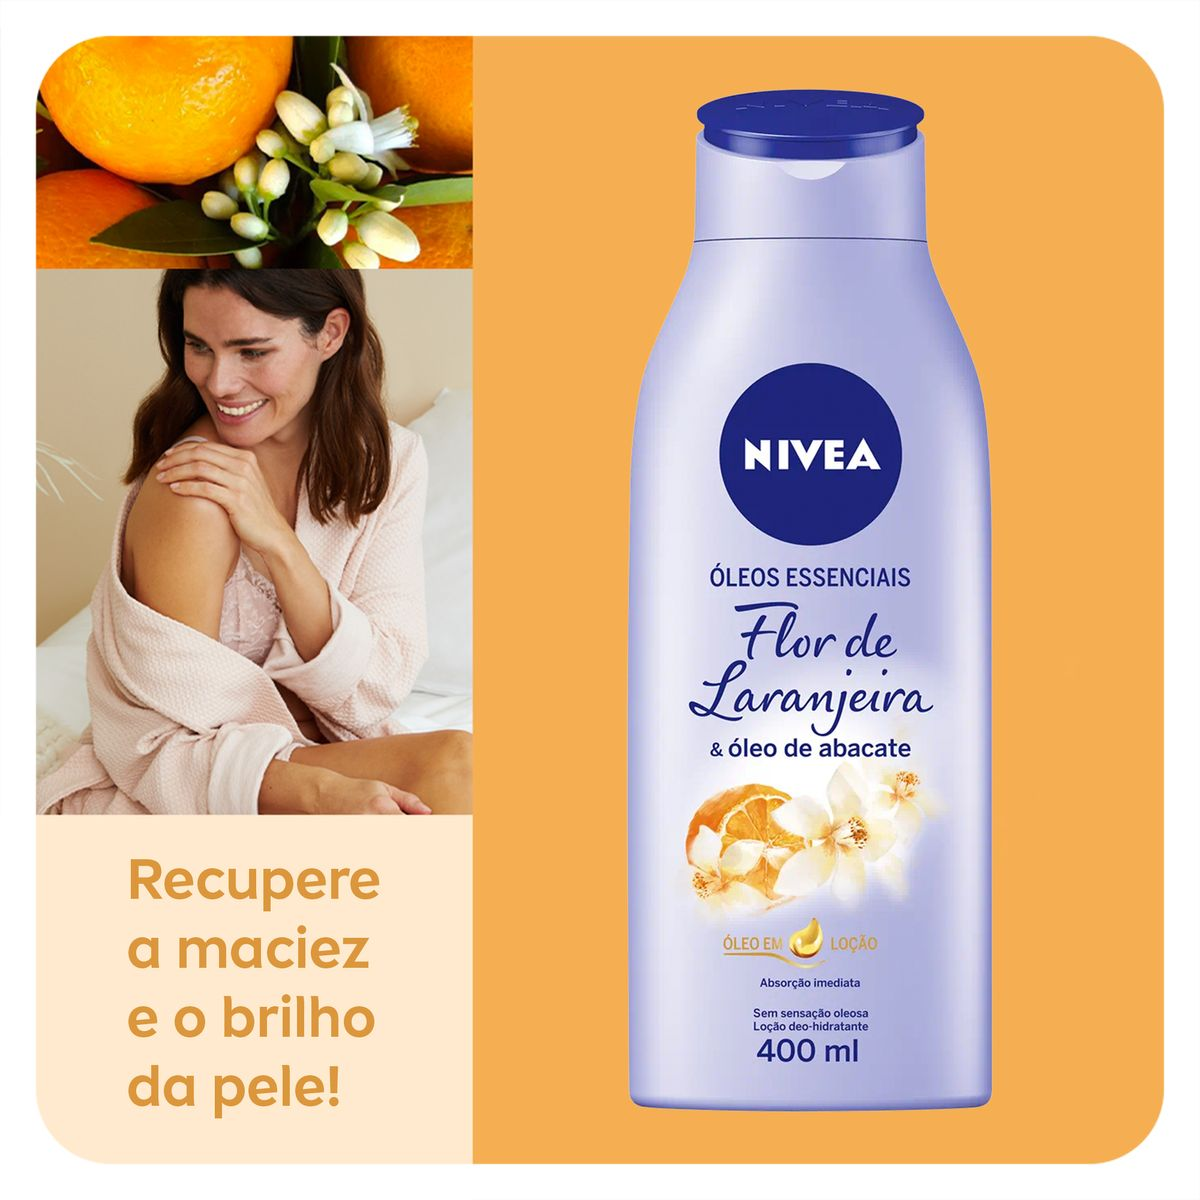 Recupere
a maciez
e o brilho
da pele!
NIVEA
NIVEA
ÓLEOS ESSENCIAIS
Flor de
Laranjeira
& óleo de abacate
ÓLEO EM LOÇÃO
Absorção imediata
Sem sensação oleosa
Loção deo-hidratante
400 ml